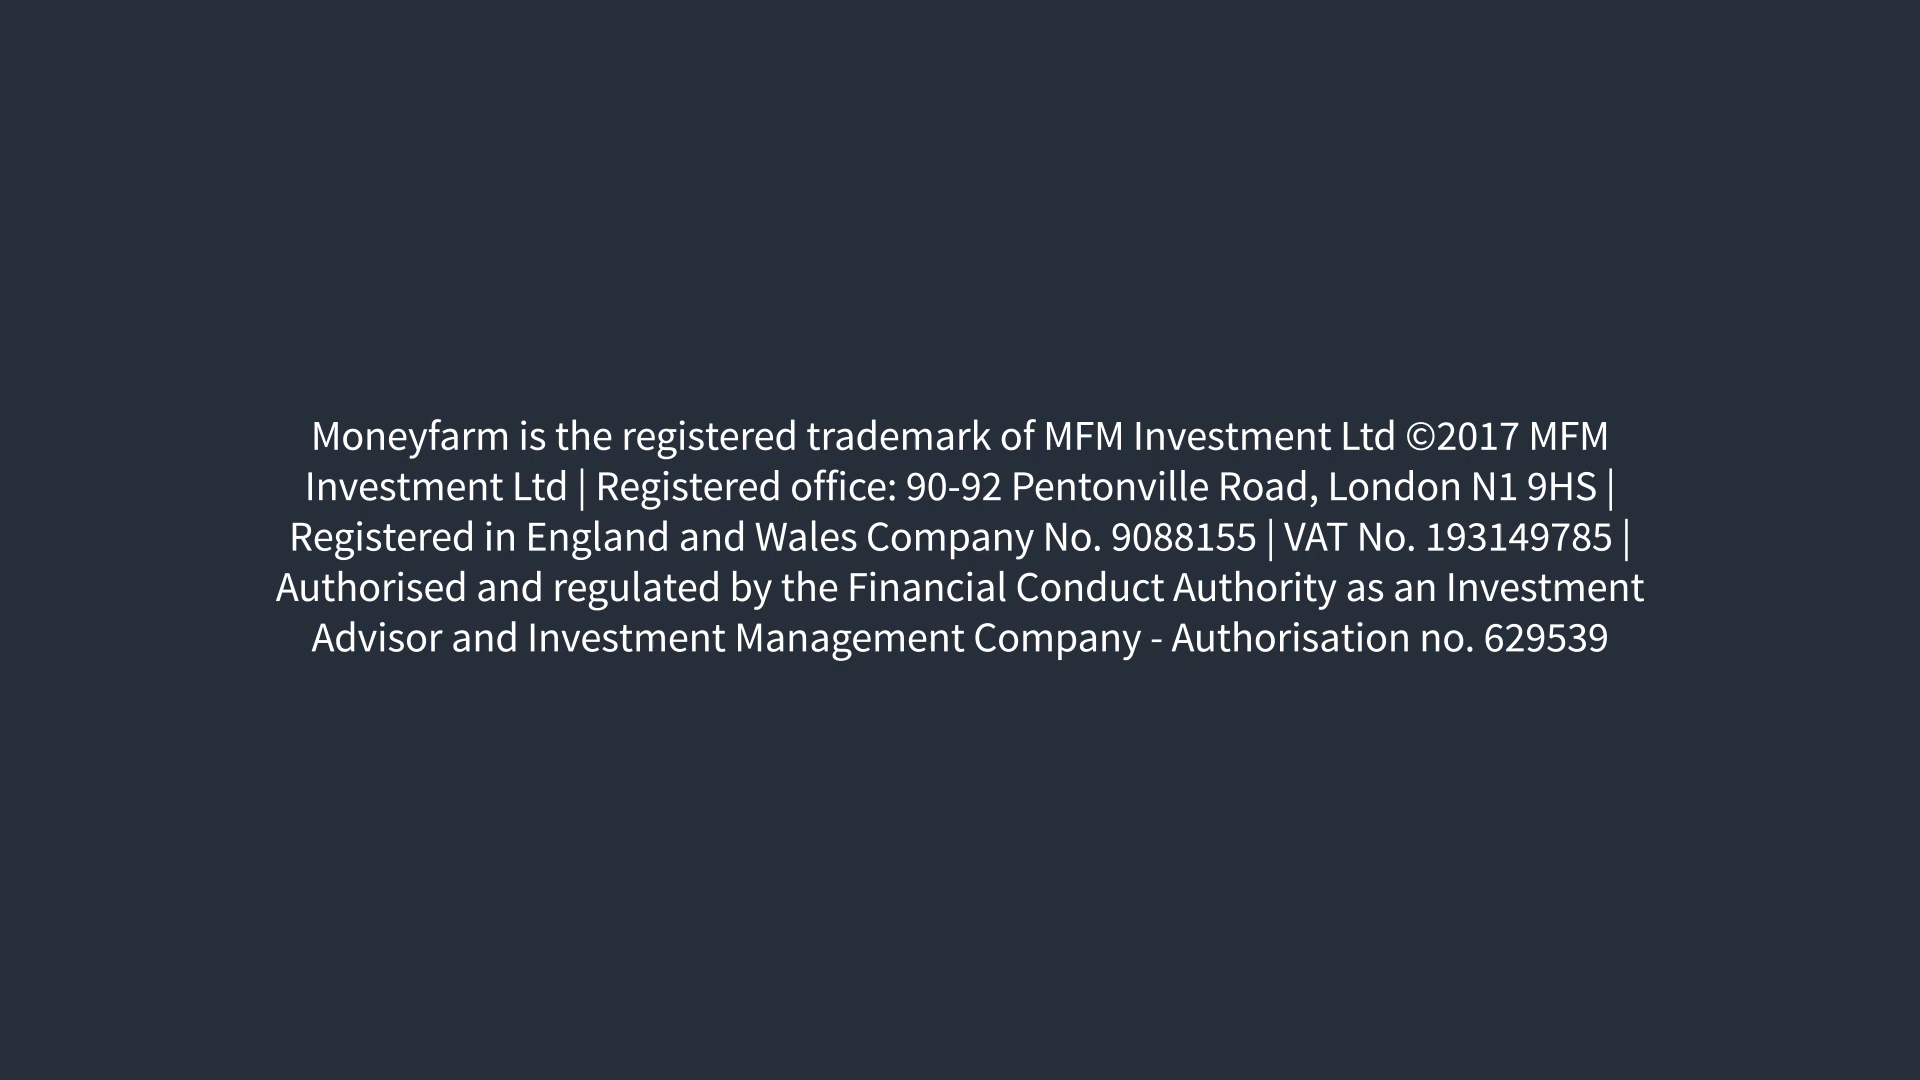 Moneyfarm is the registered trademark of MFM Investment Ltd ©2017 MFM
Investment Ltd | Registered office: 90-92 Pentonville Road, London N1 9HS |
Registered in England and Wales Company No. 9088155 | VAT No. 193149785 |
Authorised and regulated by the Financial Conduct Authority as an Investment
Advisor and Investment Management Company - Authorisation no. 629539